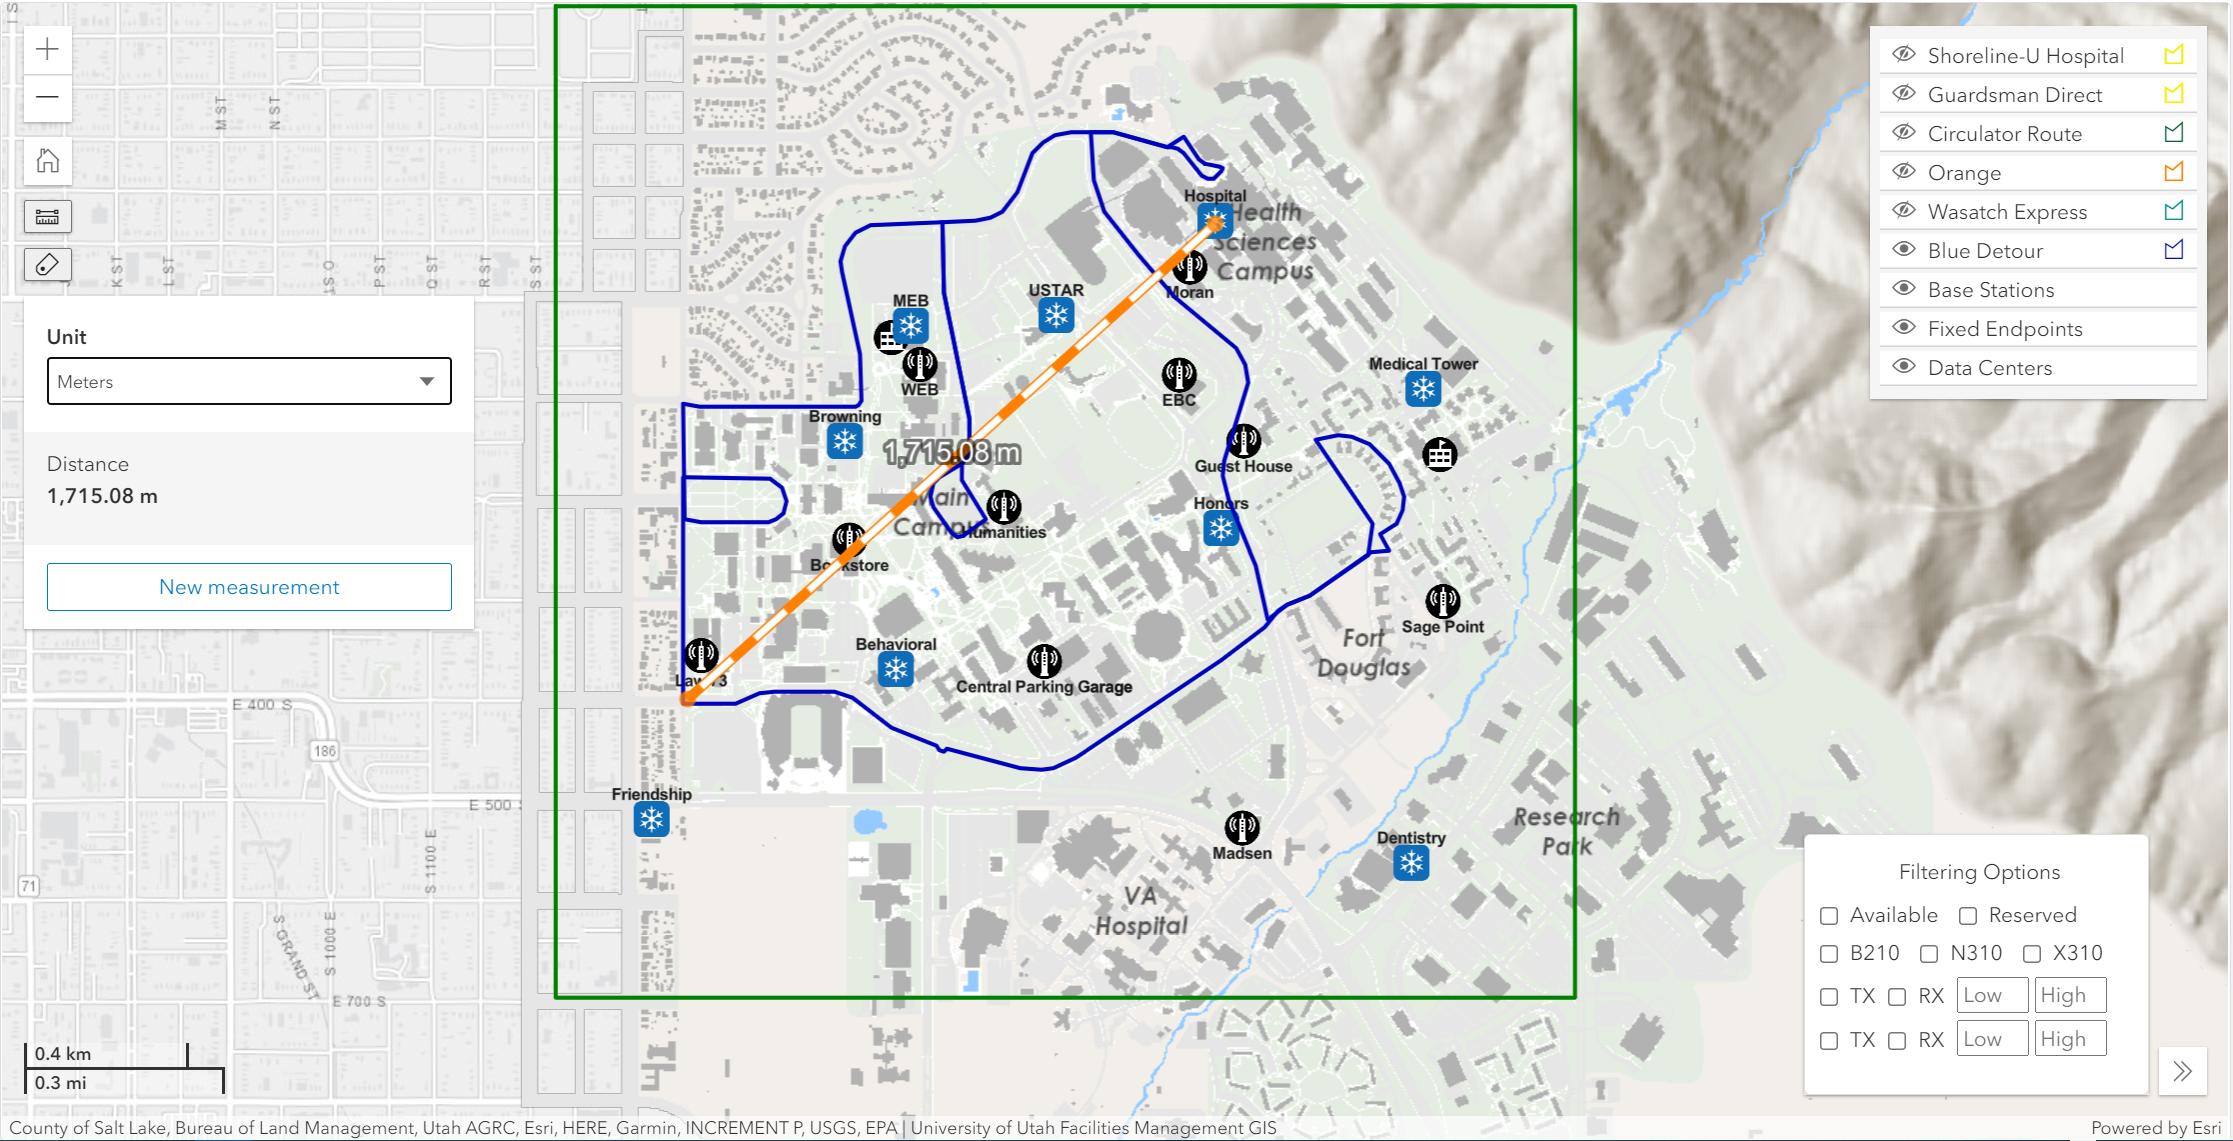 M ST
N ST
K ST
L ST
P ST
Q ST
R ST
S ST
Unit
Meters
Distance
1,715.08 m
New measurement
Hospital
Health
Sciences
Campus
Moran
USTAR
MEB
WEB
EBC
Medical Tower
Browning
1,715.08 m
Guest House
Main
Campus
Humanities
Honors
Bookstore
Sage Point
Fort
Douglas
Law 73
Behavioral
Central Parking Garage
E 400 S
186
E 500 S
Friendship
Madsen
Dentistry
Research
Park
VA
Hospital
71
S 1100 E
S 1000 E
S GRAND ST
E 700 S
Shoreline-U Hospital
Guardsman Direct
Circulator Route
Orange
Wasatch Express
Blue Detour
Base Stations
Fixed Endpoints
Data Centers
Filtering Options
Available Reserved
B210 N310 X310
TX RX Low High
TX RX Low High
0.4 km
0.3 mi
County of Salt Lake, Bureau of Land Management, Utah AGRC, Esri, HERE, Garmin, INCREMENT P, USGS, EPA | University of Utah Facilities Management GIS
Powered by Esri